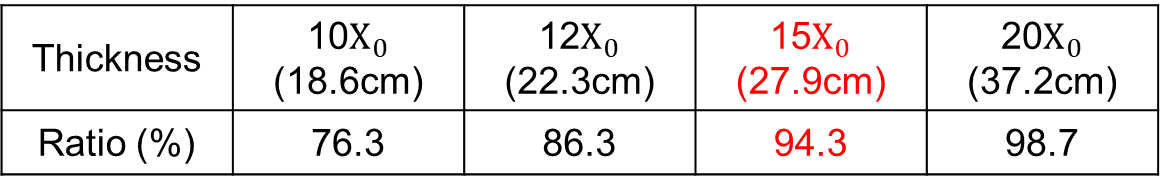 Thickness
10X₀
(18.6cm)
12X₀
(22.3cm)
15X₀
(27.9cm)
20X₀
(37.2cm)
Ratio (%)
76.3
86.3
94.3
98.7